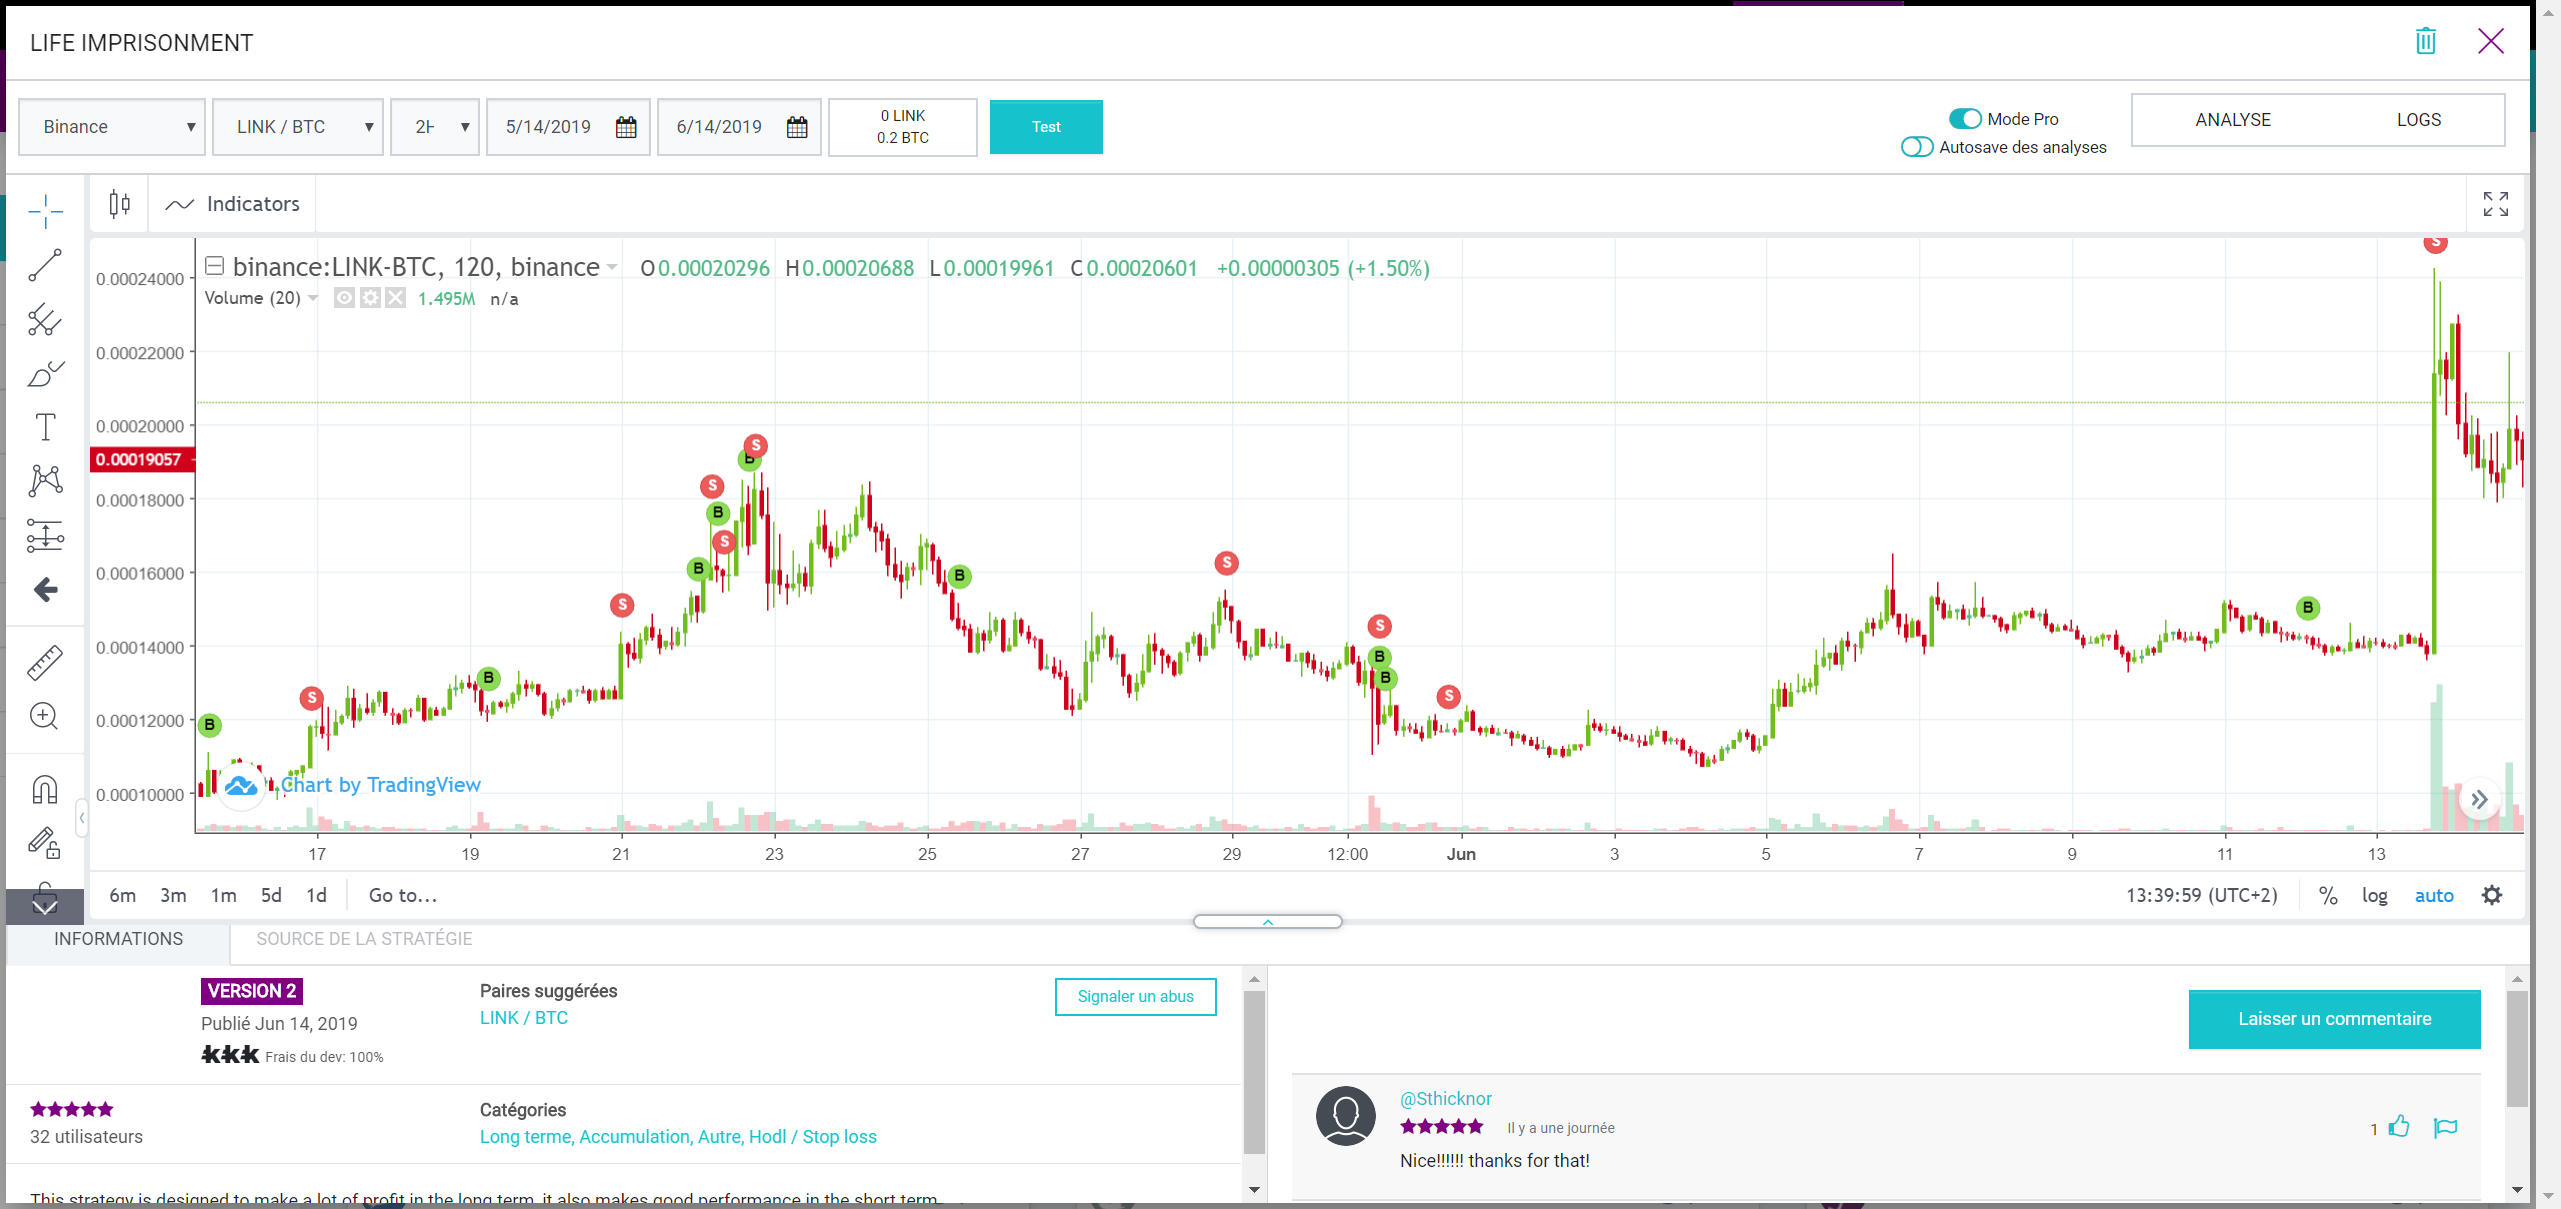 LIFE IMPRISONMENT
Binance
LINK / BTC
2H
5/14/2019
6/14/2019
0 LINK
0.2 BTC
Test
Mode Pro
Autosave des analyses
ANALYSE
LOGS
Indicators
binance:LINK-BTC, 120, binance O0.00020296 H0.00020688 L0.00019961 C0.00020601 +0.00000305 (+1.50%)
Volume (20) 1.495M n/a
0.00024000
0.00022000
0.00020000
0.00019057
0.00018000
0.00016000
0.00014000
0.00012000
0.00010000
S
S
B
S
B
S
B
S
B
S
B
B
S
S
B
B
S
B
S
Chart by TradingView
17 19 21 23 25 27 29 12:00 Jun 3 5 7 9 11 13
6m 3m 1m 5d 1d Go to...
13:39:59 (UTC+2) % log auto
INFORMATIONS
SOURCE DE LA STRATÉGIE
VERSION 2
Publié Jun 14, 2019
Frais du dev: 100%
Paires suggérées
LINK / BTC
Signaler un abus
32 utilisateurs
Catégories
Long terme, Accumulation, Autre, Hodl / Stop loss
This strategy is designed to make a lot of profit in the long term, it also makes good performance in the short term
Laisser un commentaire
@Sthicknor
Il y a une journée
1
Nice!!!!!! thanks for that!